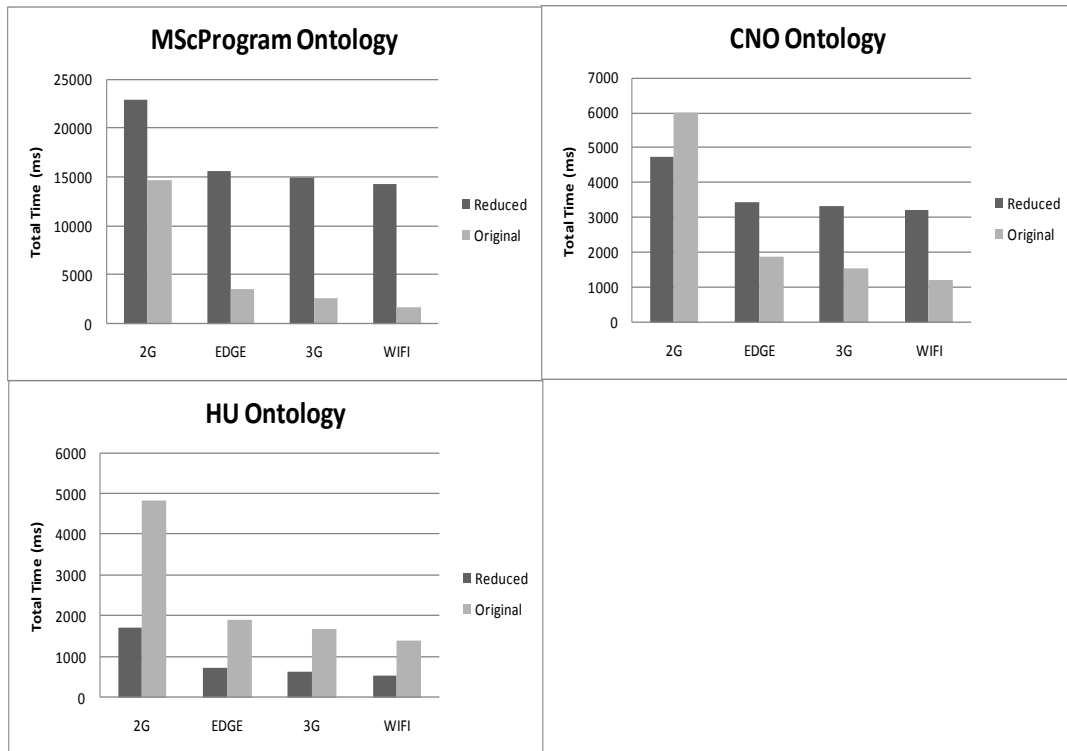 MScProgram Ontology
Total Time (ms)
25000
20000
15000
10000
5000
0
2G EDGE 3G WIFI
Reduced
Original
CNO Ontology
Total Time (ms)
7000
6000
5000
4000
3000
2000
1000
0
2G EDGE 3G WIFI
Reduced
Original
HU Ontology
Total Time (ms)
6000
5000
4000
3000
2000
1000
0
2G EDGE 3G WIFI
Reduced
Original